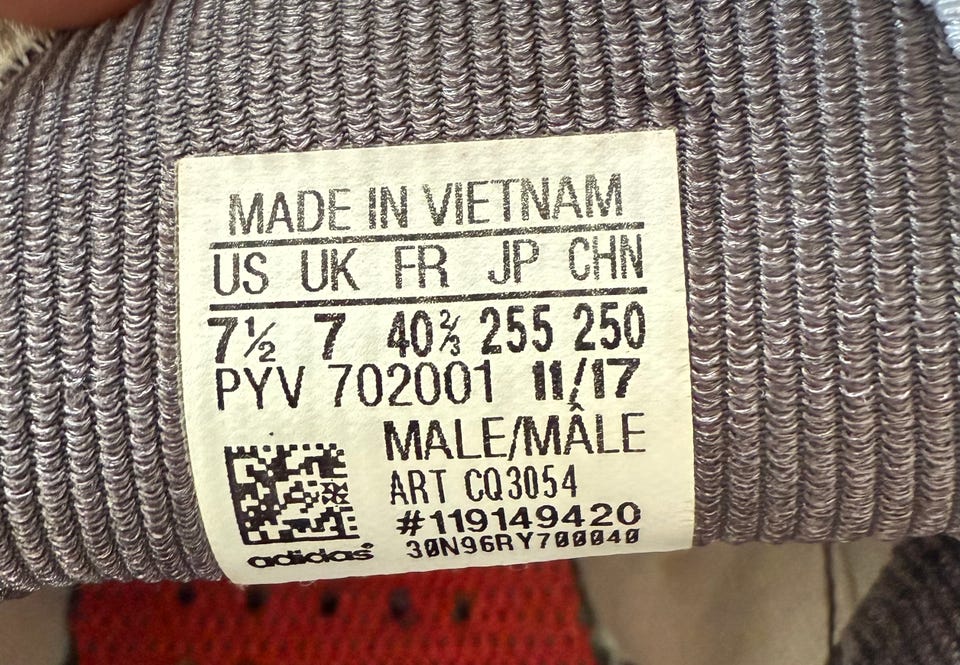 MADE IN VIETNAM
US UK FR JP CHN
7½ 7 40⅔ 255 250
PYV 702001 11/17
MALE/MÂLE
ART CQ3054
#119149420
30N96RY700040
adidas®